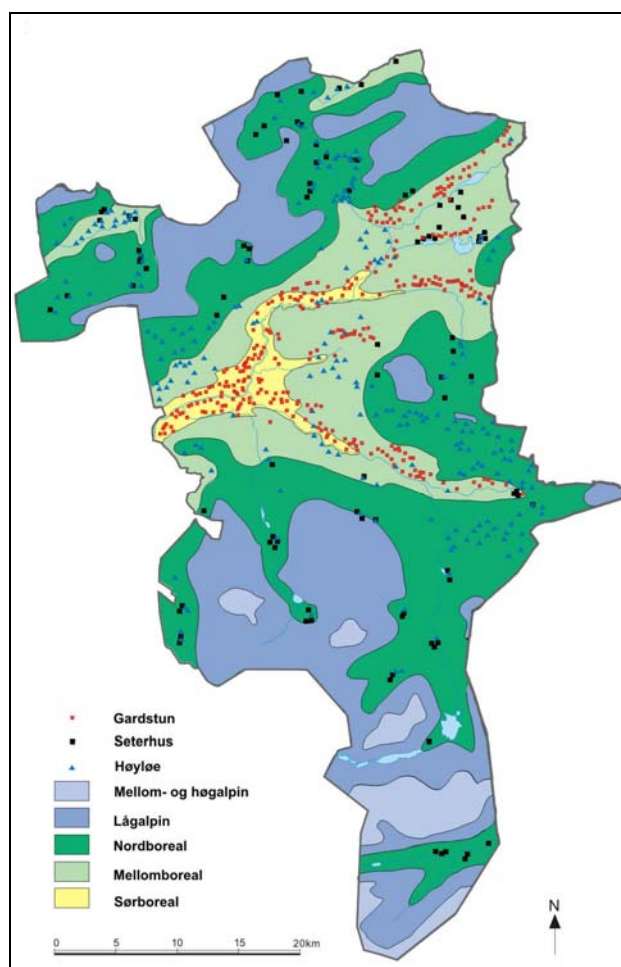 Gardstun
Seterhus
Høyløe
Mellom- og høgalpin
Lågalpin
Nordboreal
Mellomboreal
Sørboreal
0 5 10 15 20km
N